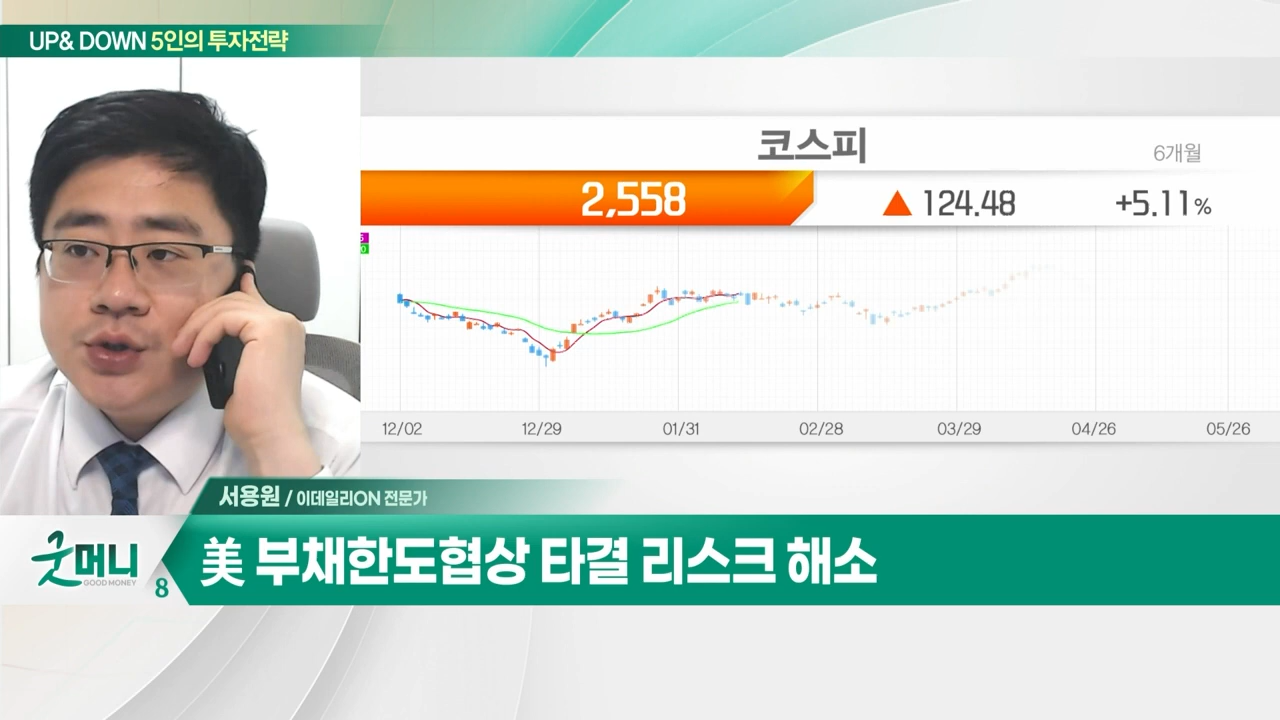 UP& DOWN 5인의 투자전략
코스피
6개월
2,558 ▲ 124.48 +5.11%
12/02 12/29 01/31 02/28 03/29 04/26 05/26
서용원 / 이데일리ON 전문가
굿머니
GOOD MONEY
8
美 부채한도협상 타결 리스크 해소